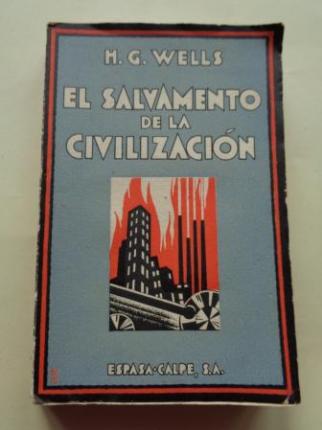 H. G. WELLS
EL SALVAMENTO
DE LA
CIVILIZACIÓN
ESPASA-CALPE, S.A.